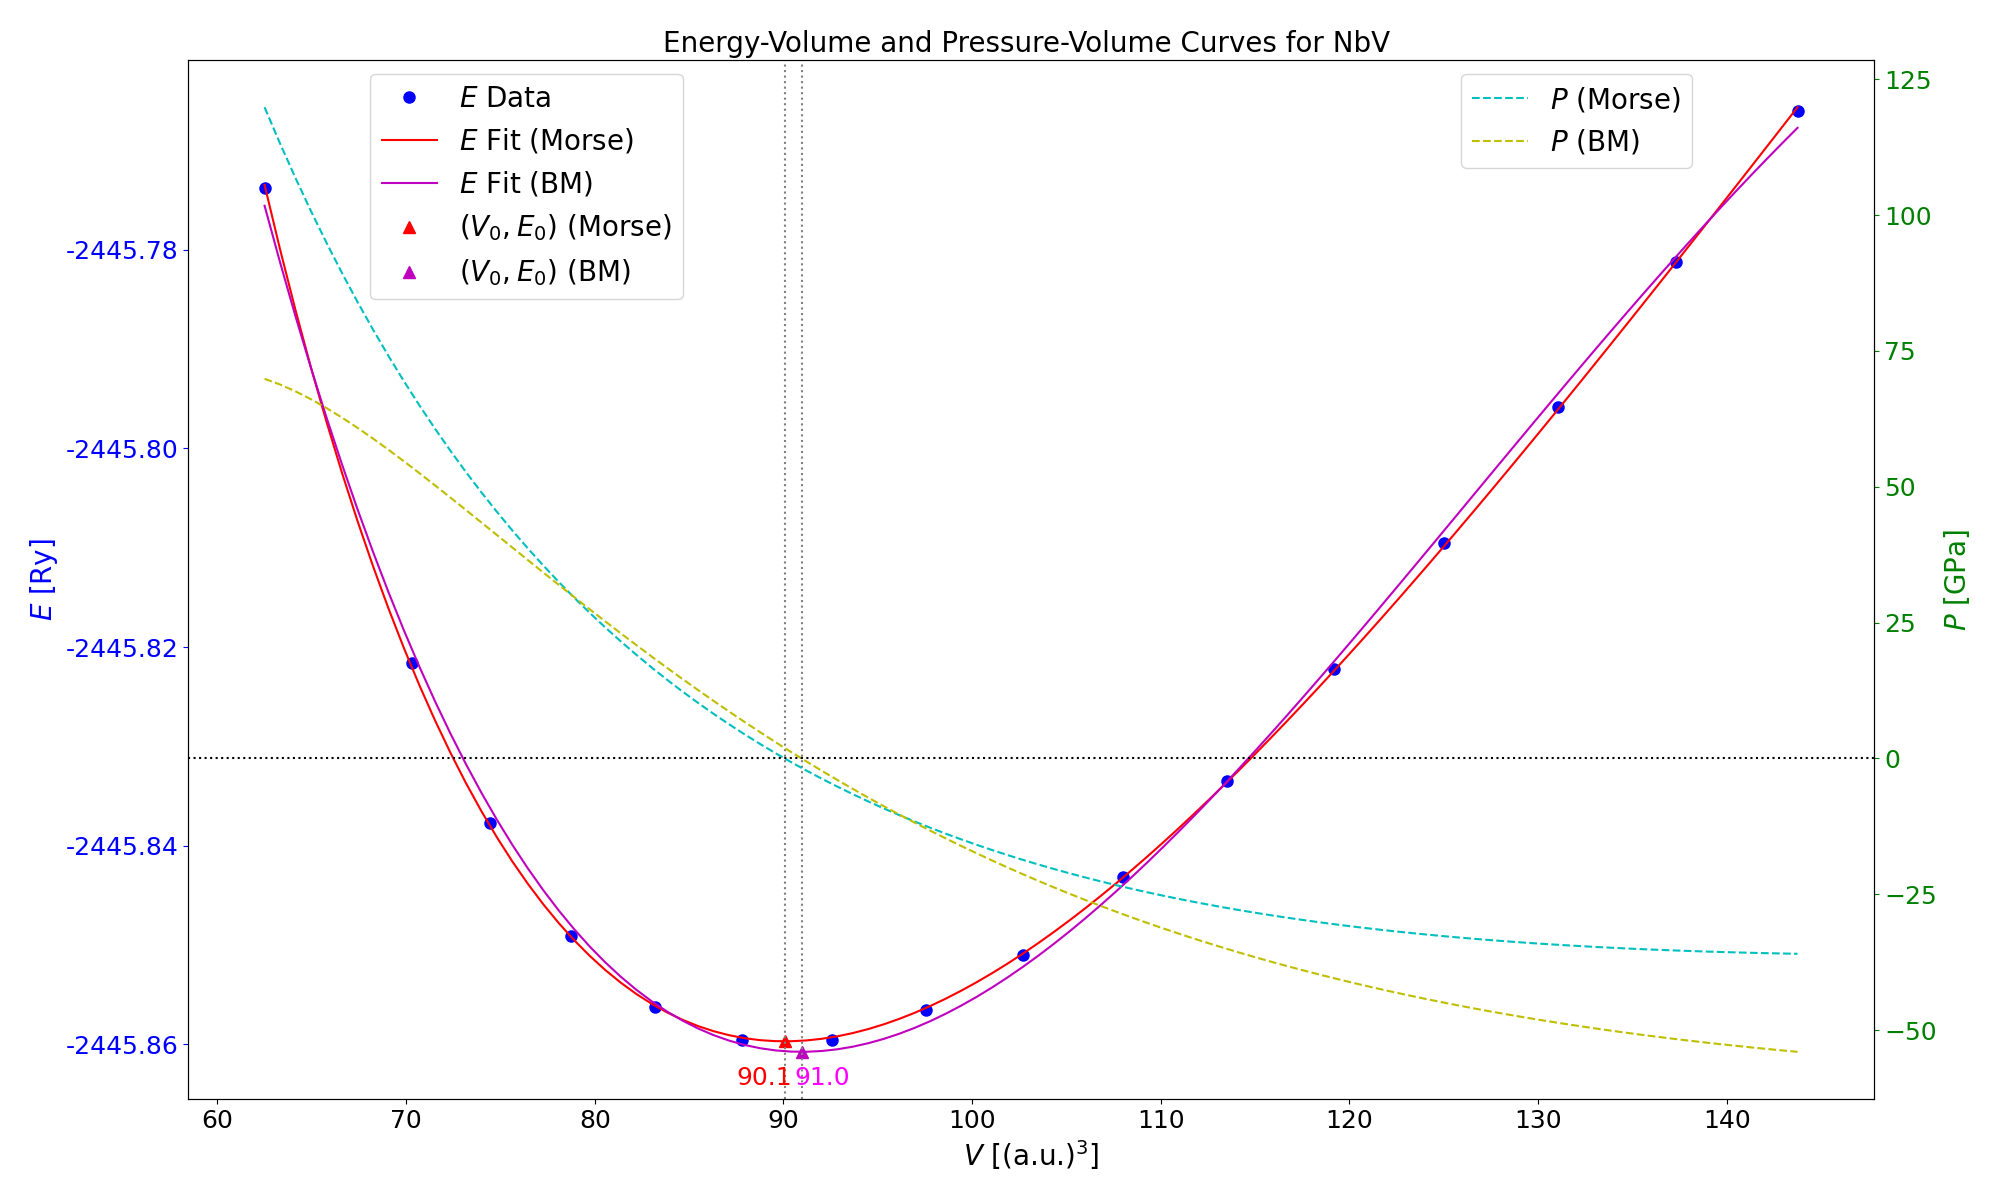 Energy-Volume and Pressure-Volume Curves for NbV
E Data
E Fit (Morse)
E Fit (BM)
(V₀, E₀) (Morse)
(V₀, E₀) (BM)
P (Morse)
P (BM)
E [Ry]
-2445.78
-2445.80
-2445.82
-2445.84
-2445.86
125
100
75
50
25
0
−25
−50
P [GPa]
90.1 91.0
60 70 80 90 100 110 120 130 140
V [(a.u.)³]